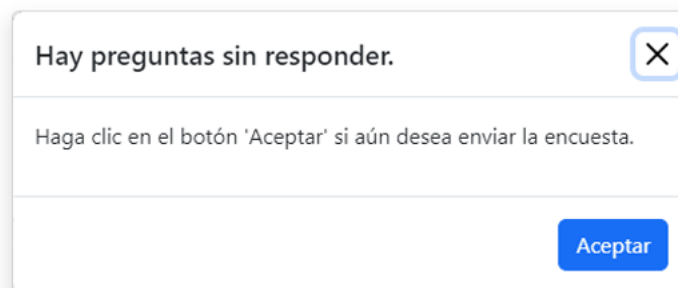 Hay preguntas sin responder.
Haga clic en el botón 'Aceptar' si aún desea enviar la encuesta.
Aceptar